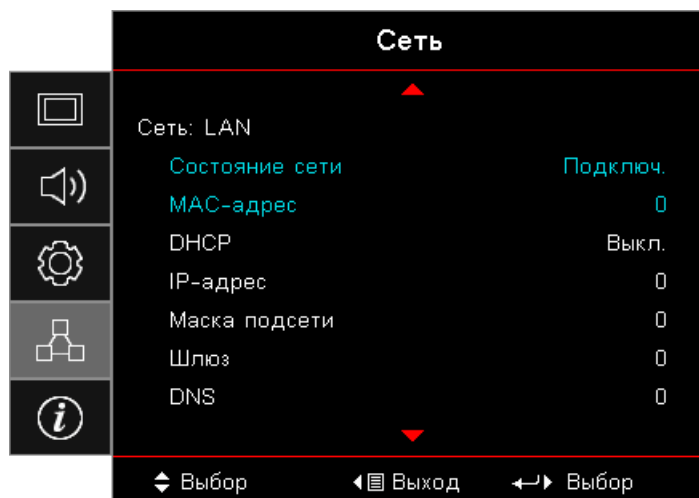 Сеть
Сеть: LAN
Состояние сети Подключ.
MAC-адрес 0
DHCP Выкл.
IP-адрес 0
Маска подсети 0
Шлюз 0
DNS 0
Выбор Выход Выбор